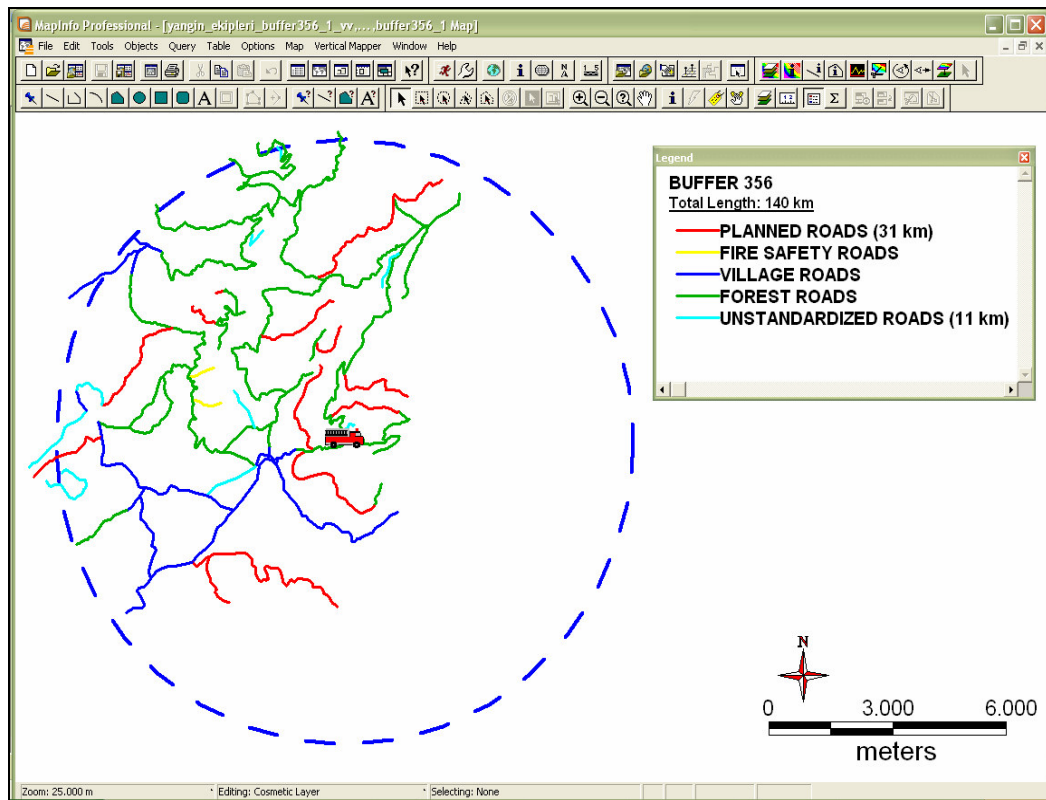 MapInfo Professional - [yangin_ekipleri_buffer356_1_vv,...,buffer356_1 Map]
File Edit Tools Objects Query Table Options Map Vertical Mapper Window Help
Legend
BUFFER 356
Total Length: 140 km
PLANNED ROADS (31 km)
FIRE SAFETY ROADS
VILLAGE ROADS
FOREST ROADS
UNSTANDARDIZED ROADS (11 km)
N
0 3.000 6.000
meters
Zoom: 25.000 m Editing: Cosmetic Layer Selecting: None